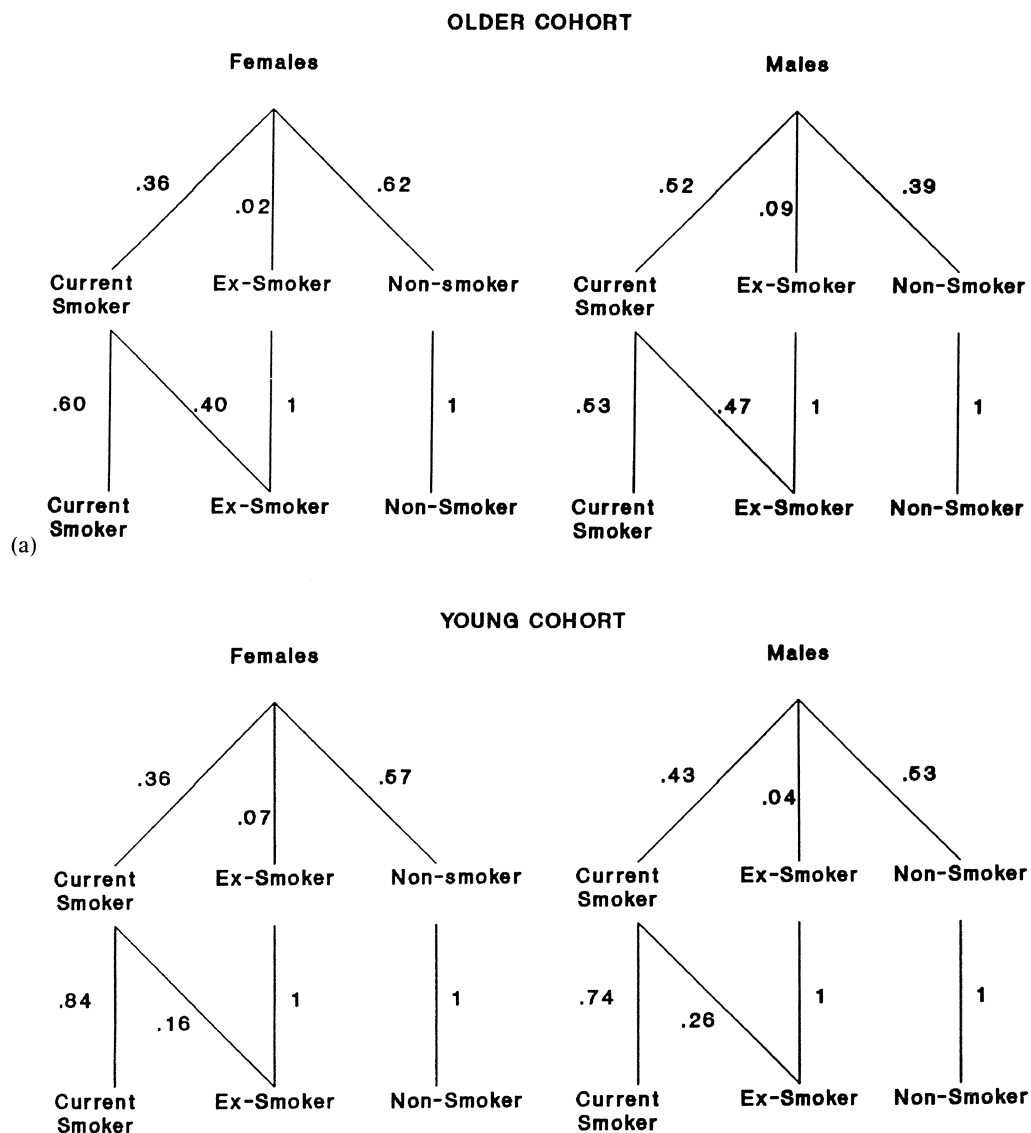 OLDER COHORT
Females
Males
.36
.02
.62
.52
.09
.39
Current Smoker
Ex-Smoker
Non-smoker
Current Smoker
Ex-Smoker
Non-Smoker
.60
.40
1
1
.53
.47
1
1
Current Smoker
Ex-Smoker
Non-Smoker
Current Smoker
Ex-Smoker
Non-Smoker
(a)
YOUNG COHORT
Females
Males
.36
.07
.57
.43
.04
.53
Current Smoker
Ex-Smoker
Non-smoker
Current Smoker
Ex-Smoker
Non-Smoker
.84
.16
1
1
.74
.26
1
1
Current Smoker
Ex-Smoker
Non-Smoker
Current Smoker
Ex-Smoker
Non-Smoker